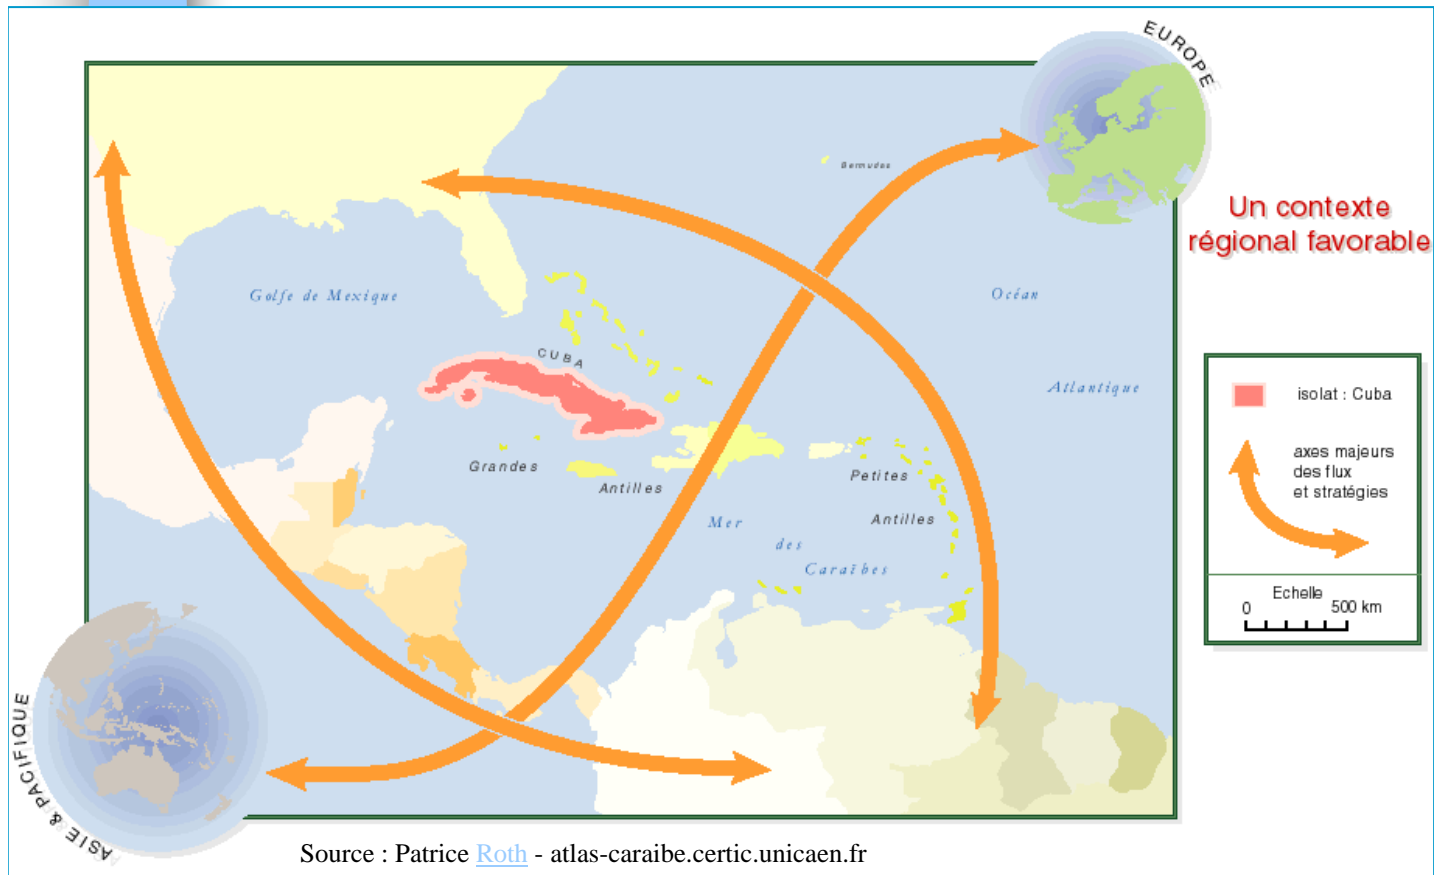 EUROPE
Bermudes
Un contexte
régional favorable
Golfe de Mexique
Océan
Atlantique
CUBA
isolat : Cuba
axes majeurs
des flux
et stratégies
Grandes
Antilles
Petites
Antilles
Mer
des
Caraïbes
Echelle
0 500 km
ASIE & PACIFIQUE
Source : Patrice Roth - atlas-caraibe.certic.unicaen.fr